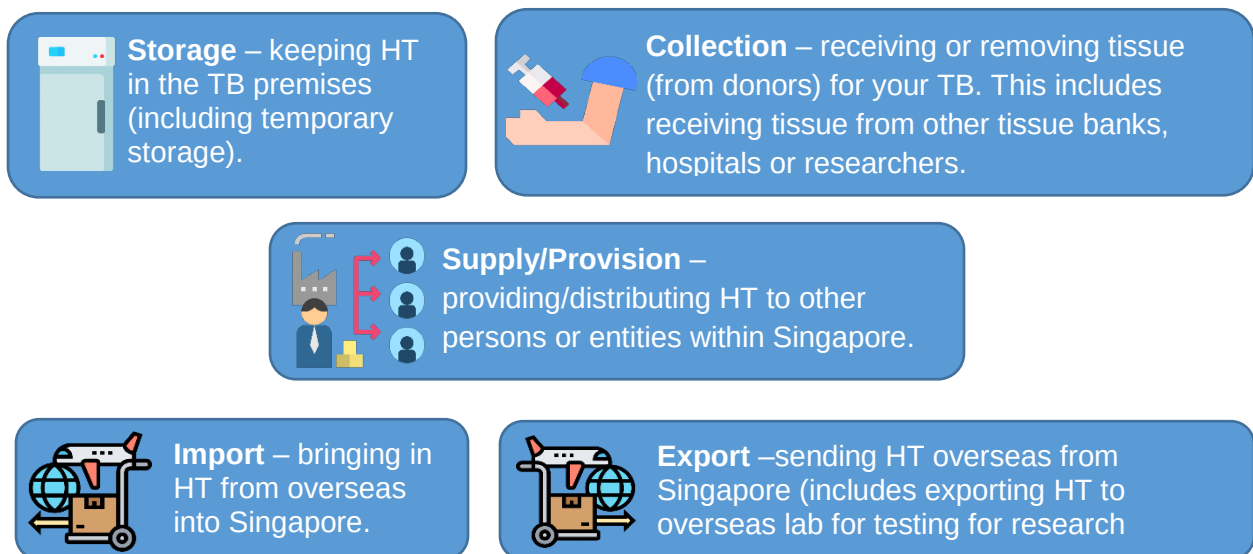 Storage – keeping HT
in the TB premises
(including temporary
storage).
Collection – receiving or removing tissue
(from donors) for your TB. This includes
receiving tissue from other tissue banks,
hospitals or researchers.
Supply/Provision –
providing/distributing HT to other
persons or entities within Singapore.
Import – bringing in
HT from overseas
into Singapore.
Export –sending HT overseas from
Singapore (includes exporting HT to
overseas lab for testing for research